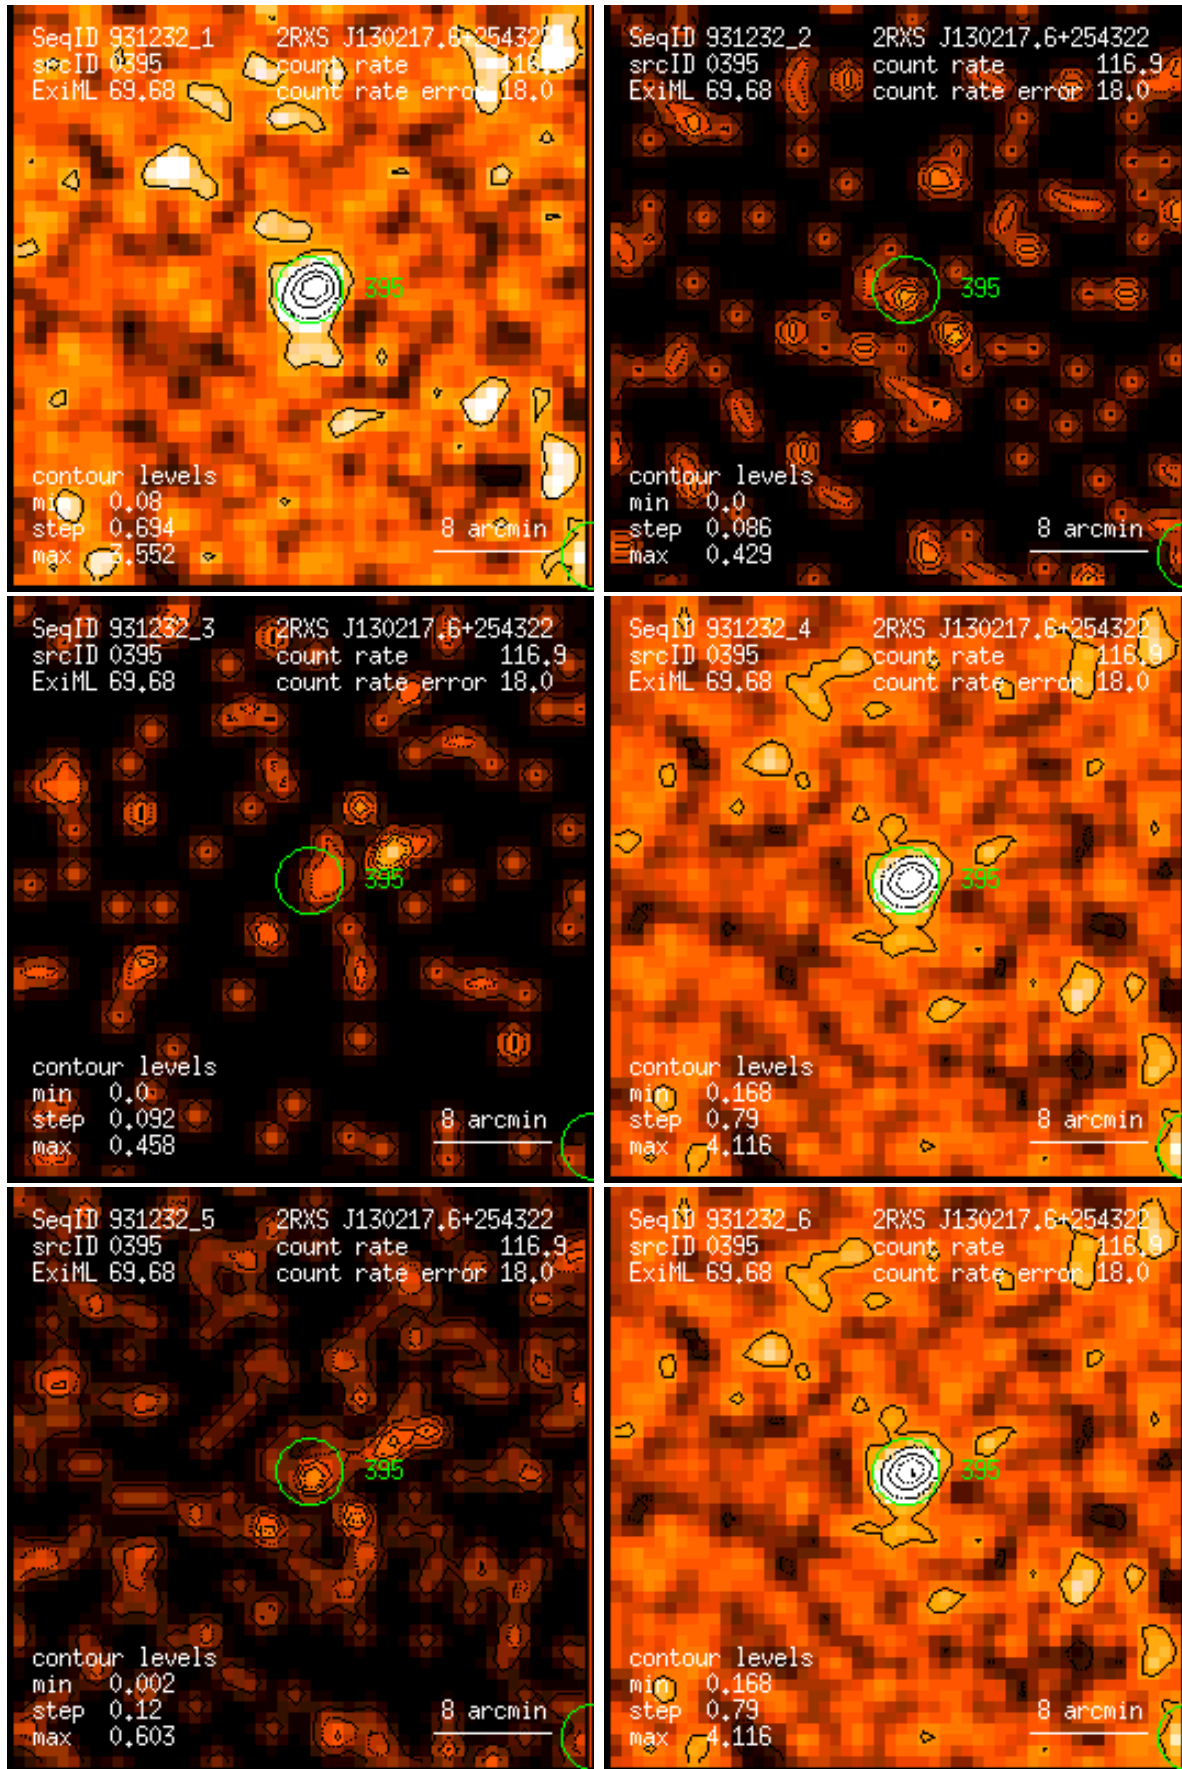 SeqID 931232_1 2RXS J130217.6+254322
srcID 0395 count rate 116.9
ExiML 69.68 count rate error 18.0
395
contour levels
min 0.08
step 0.694 8 arcmin
max 3.552
SeqID 931232_2 2RXS J130217.6+254322
srcID 0395 count rate 116.9
ExiML 69.68 count rate error 18.0
395
contour levels
min 0.0
step 0.086 8 arcmin
max 0.429
SeqID 931232_3 2RXS J130217.6+254322
srcID 0395 count rate 116.9
ExiML 69.68 count rate error 18.0
395
contour levels
min 0.0
step 0.092 8 arcmin
max 0.458
SeqID 931232_4 2RXS J130217.6+254322
srcID 0395 count rate 116.9
ExiML 69.68 count rate error 18.0
395
contour levels
min 0.168
step 0.79 8 arcmin
max 4.116
SeqID 931232_5 2RXS J130217.6+254322
srcID 0395 count rate 116.9
ExiML 69.68 count rate error 18.0
395
contour levels
min 0.002
step 0.12 8 arcmin
max 0.603
SeqID 931232_6 2RXS J130217.6+254322
srcID 0395 count rate 116.9
ExiML 69.68 count rate error 18.0
395
contour levels
min 0.168
step 0.79 8 arcmin
max 4.116